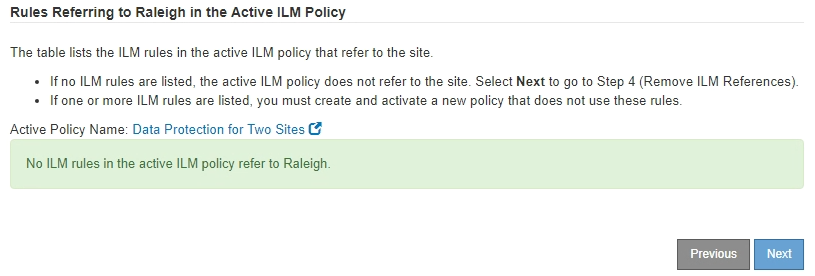 Rules Referring to Raleigh in the Active ILM Policy
The table lists the ILM rules in the active ILM policy that refer to the site.
• If no ILM rules are listed, the active ILM policy does not refer to the site. Select Next to go to Step 4 (Remove ILM References).
• If one or more ILM rules are listed, you must create and activate a new policy that does not use these rules.
Active Policy Name: Data Protection for Two Sites
No ILM rules in the active ILM policy refer to Raleigh.
Previous Next